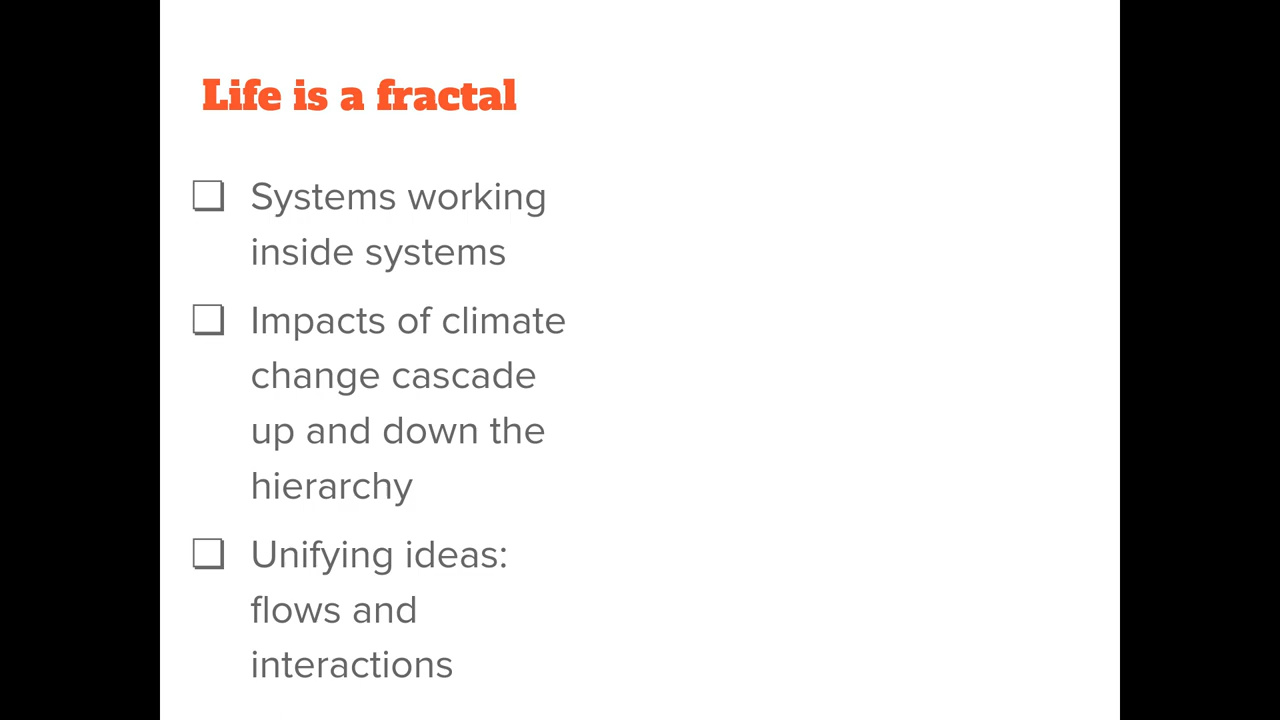 Life is a fractal
❏ Systems working
inside systems
❏ Impacts of climate
change cascade
up and down the
hierarchy
❏ Unifying ideas:
flows and
interactions